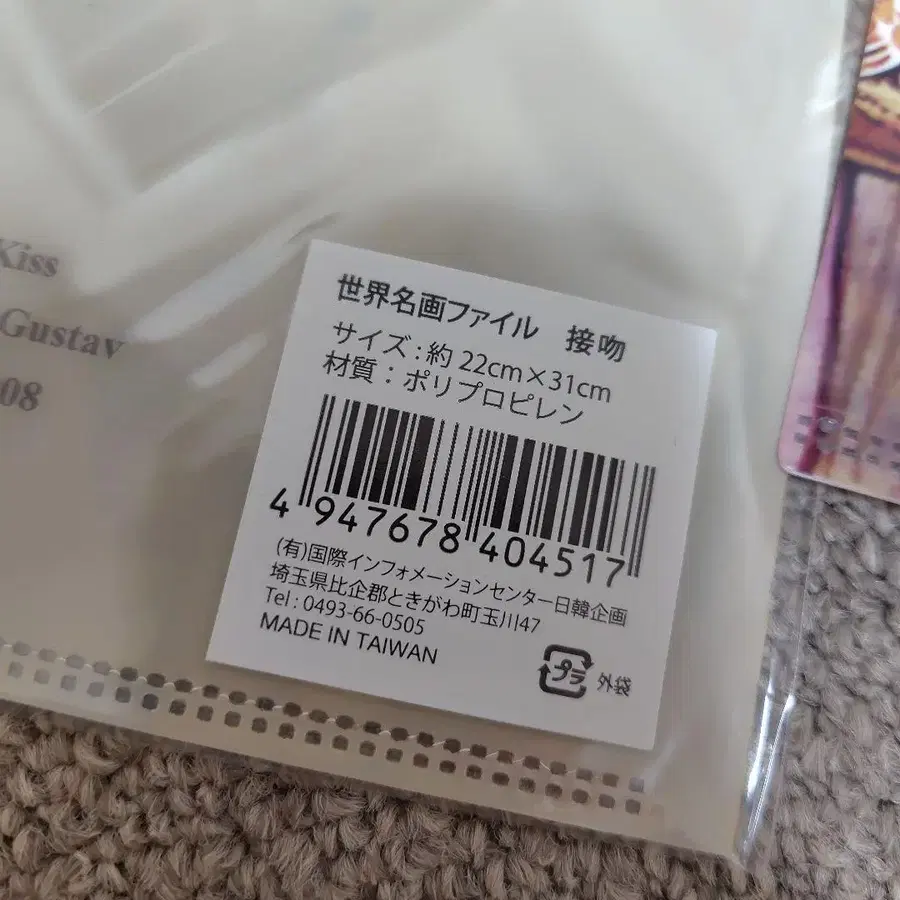 Kiss
Gustav
08
世界名画ファイル 接吻
サイズ:約 22cm×31cm
材質:ポリプロピレン
4 947678 404517
(有)国際インフォメーションセンター日韓企画
埼玉県比企郡ときがわ町玉川47
Tel:0493-66-0505
MADE IN TAIWAN
プラ 外袋